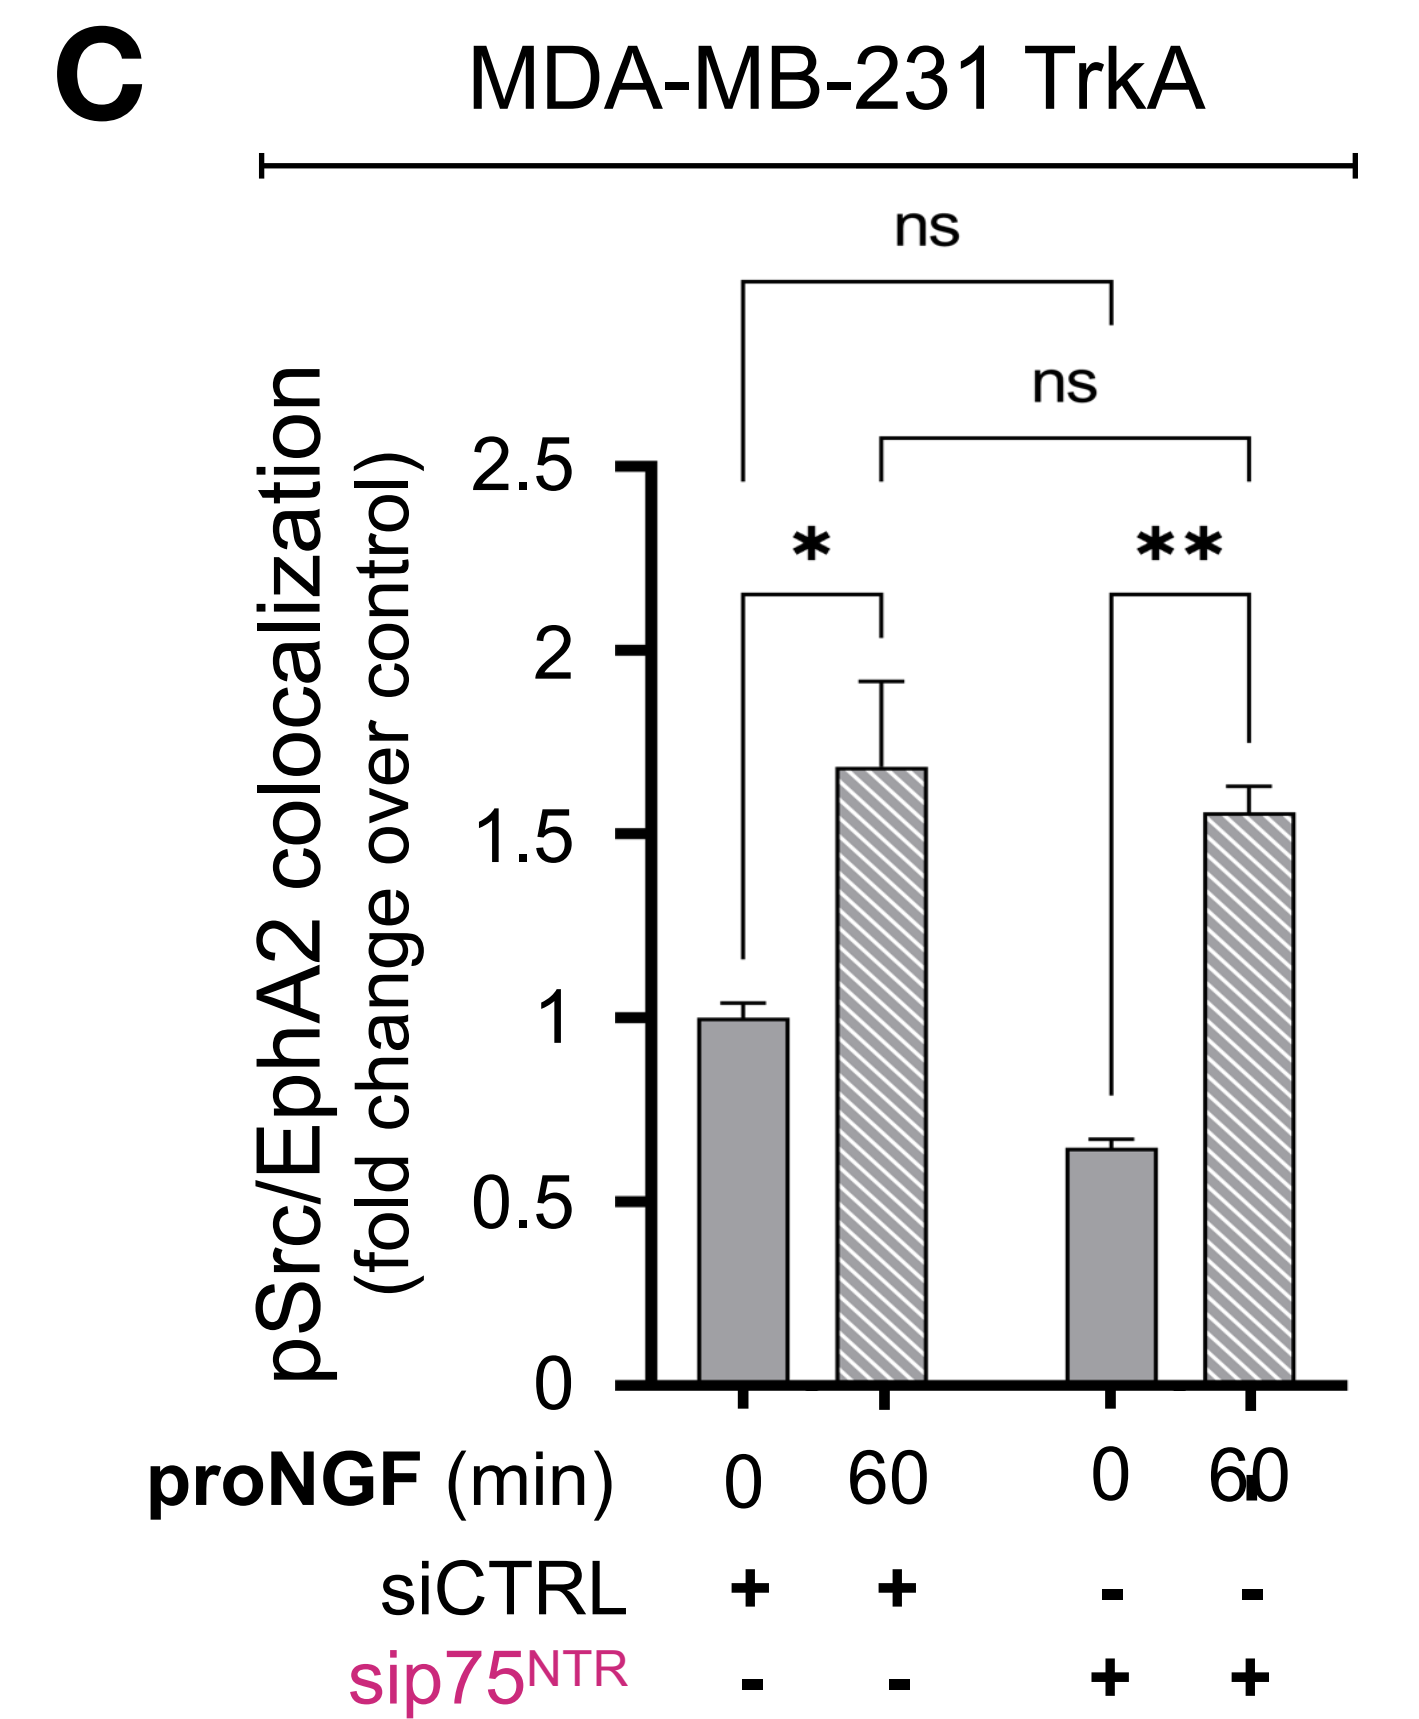 C
MDA-MB-231 TrkA
ns
ns
* **
pSrc/EphA2 colocalization
(fold change over control)
2.5
2
1.5
1
0.5
0
proNGF (min) 0 60 0 60
siCTRL + + - -
sip75NTR - - + +